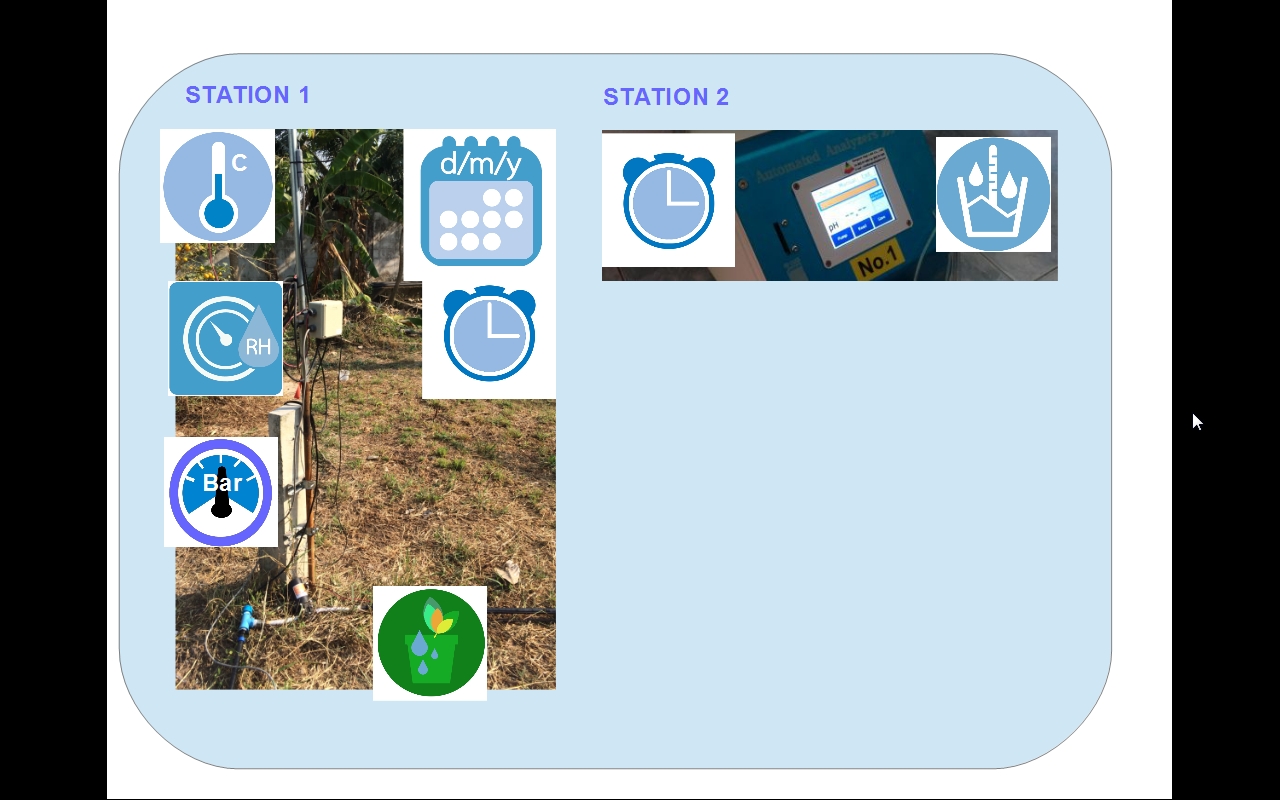 STATION 1
STATION 2
C
d/m/y
Automated Analyzer
RH
pH
No.1
Bar